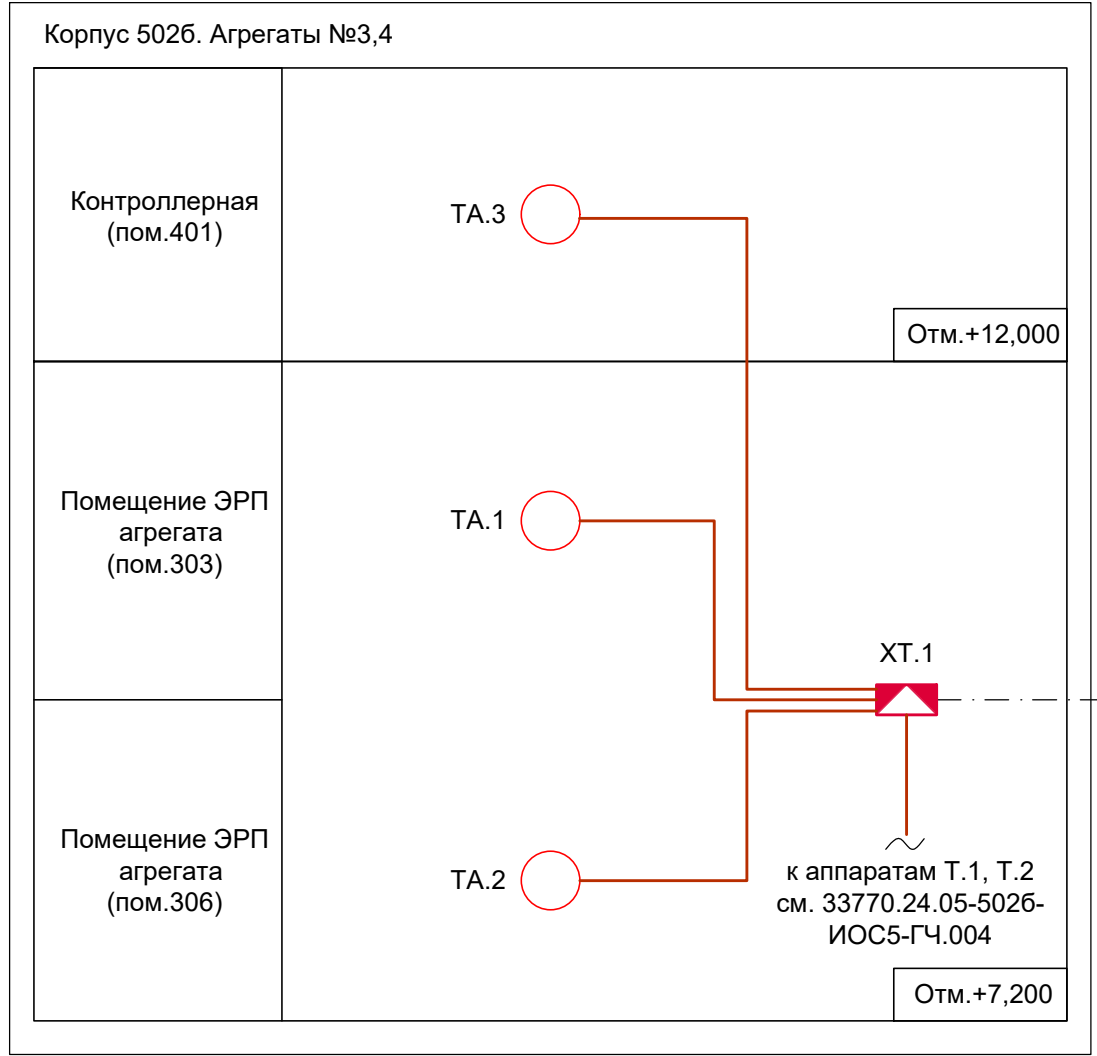 Корпус 502б. Агрегаты №3,4
Контроллерная
(пом.401)
ТА.3
Отм.+12,000
Помещение ЭРП
агрегата
(пом.303)
ТА.1
ХТ.1
Помещение ЭРП
агрегата
(пом.306)
ТА.2
к аппаратам Т.1, Т.2
см. 33770.24.05-502б-
ИОС5-ГЧ.004
Отм.+7,200